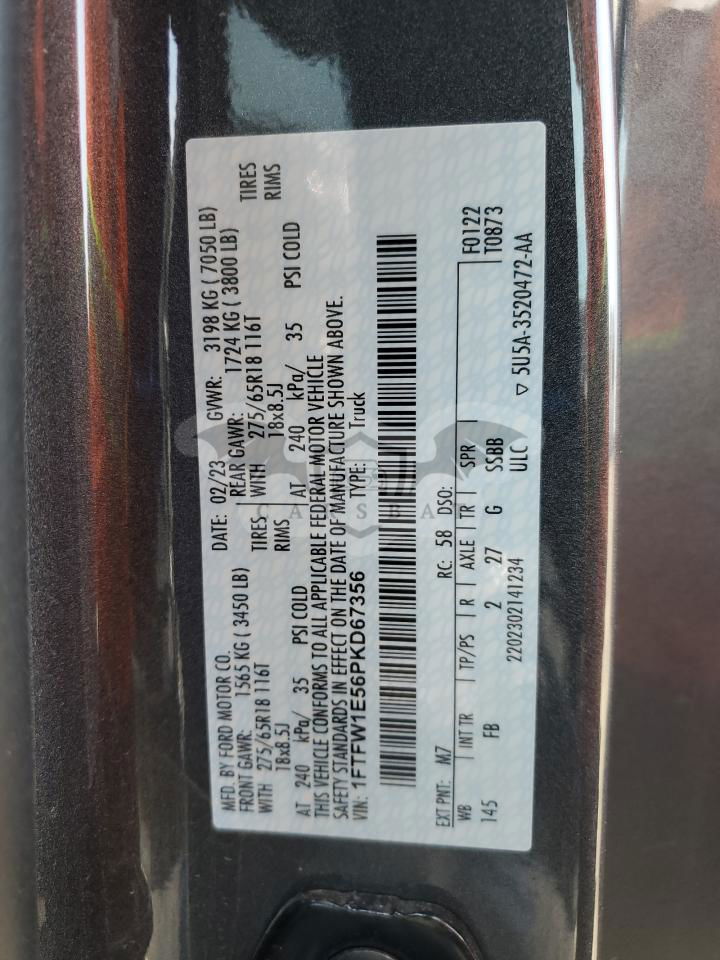 MFD. BY FORD MOTOR CO. DATE: 02/23 GVWR: 3198 KG ( 7050 LB)
FRONT GAWR: 1565 KG ( 3450 LB) REAR GAWR: 1724 KG ( 3800 LB)
WITH 275/65R18 116T TIRES WITH 275/65R18 116T TIRES
18x8.5J RIMS 18x8.5J RIMS
AT 240 kPa/ 35 PSI COLD AT 240 kPa/ 35 PSI COLD
THIS VEHICLE CONFORMS TO ALL APPLICABLE FEDERAL MOTOR VEHICLE
SAFETY STANDARDS IN EFFECT ON THE DATE OF MANUFACTURE SHOWN ABOVE.
VIN: 1FTFW1E56PKD67356 TYPE: Truck
EXT PNT: M7 RC: 58 DSO: F0122
WB INT TR TP/PS R AXLE TR SPR T0873
145 FB 2 27 G SSBB
2202302141234 ULC ▽ 5U5A-3520472-AA